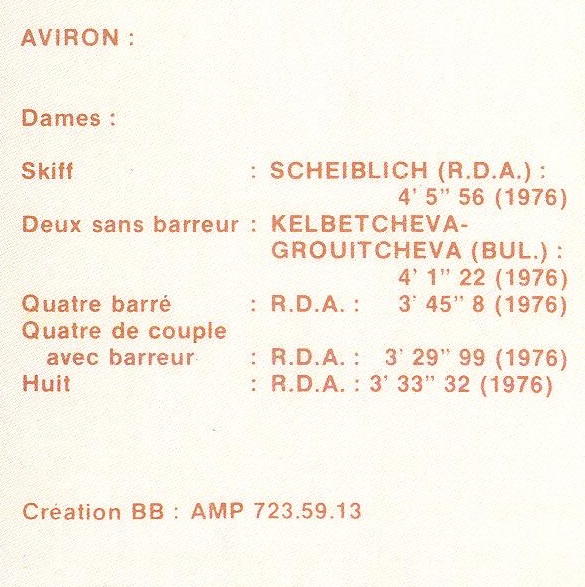 AVIRON :
Dames :
Skiff : SCHEIBLICH (R.D.A.) :
4' 5" 56 (1976)
Deux sans barreur : KELBETCHEVA-
GROUITCHEVA (BUL.) :
4' 1" 22 (1976)
Quatre barré : R.D.A. : 3' 45" 8 (1976)
Quatre de couple
avec barreur : R.D.A. : 3' 29" 99 (1976)
Huit : R.D.A. : 3' 33" 32 (1976)
Création BB : AMP 723.59.13